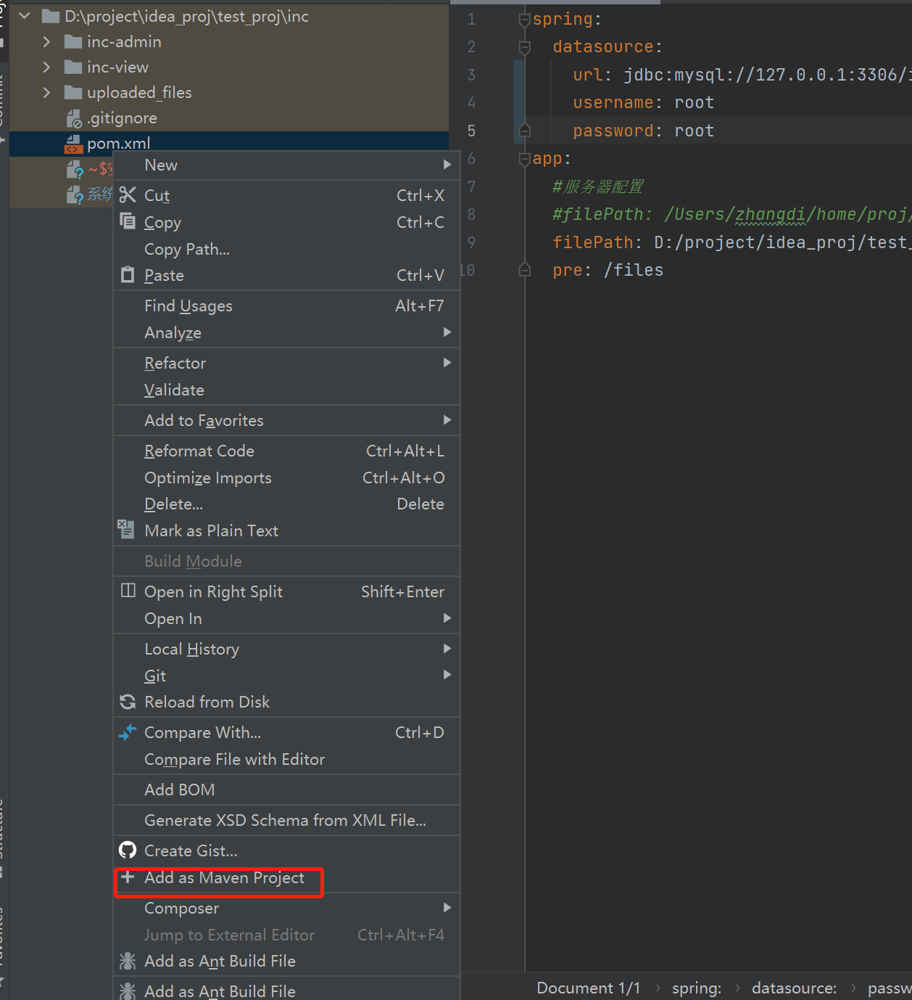 D:\project\idea_proj\test_proj\inc
inc-admin
inc-view
uploaded_files
.gitignore
pom.xml
~$安
系统
New
Cut Ctrl+X
Copy Ctrl+C
Copy Path...
Paste Ctrl+V
Find Usages Alt+F7
Analyze
Refactor
Validate
Add to Favorites
Reformat Code Ctrl+Alt+L
Optimize Imports Ctrl+Alt+O
Delete... Delete
Mark as Plain Text
Build Module
Open in Right Split Shift+Enter
Open In
Local History
Git
Reload from Disk
Compare With... Ctrl+D
Compare File with Editor
Add BOM
Generate XSD Schema from XML File...
Create Gist...
Add as Maven Project
Composer
Jump to External Editor Ctrl+Alt+F4
Add as Ant Build File
Add as Ant Build File
1 spring:
2 datasource:
3 url: jdbc:mysql://127.0.0.1:3306/i
4 username: root
5 password: root
6 app:
7 #服务器配置
8 #filePath: /Users/zhangdi/home/proj/
9 filePath: D:/project/idea_proj/test_
10 pre: /files
Document 1/1 › spring: › datasource: › passw